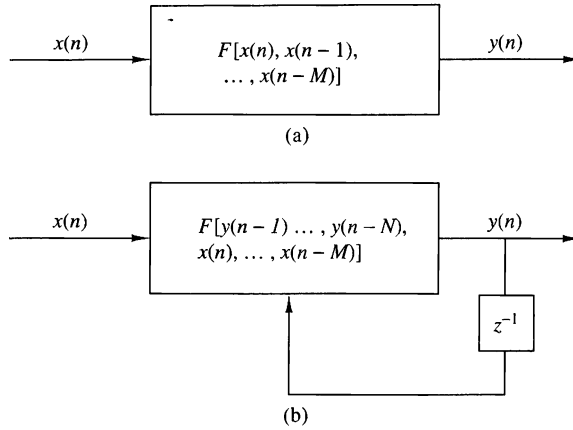 x(n)
F[x(n), x(n − 1),
… , x(n − M)]
y(n)
(a)
x(n)
F[y(n − 1) … , y(n − N),
x(n), … , x(n − M)]
y(n)
z⁻¹
(b)